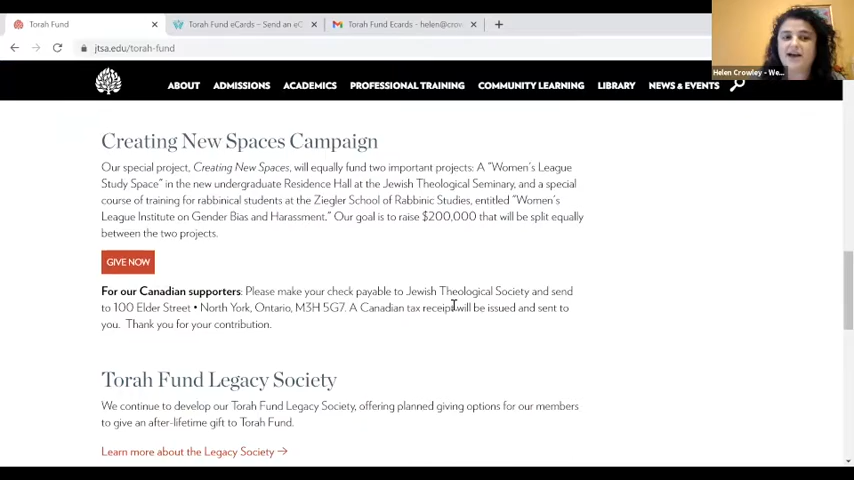 Torah Fund
Torah Fund eCards – Send an eC
Torah Fund Ecards - helen@crow
jtsa.edu/torah-fund
Helen Crowley - We...
ABOUT ADMISSIONS ACADEMICS PROFESSIONAL TRAINING COMMUNITY LEARNING LIBRARY NEWS & EVENTS
Creating New Spaces Campaign
Our special project, Creating New Spaces, will equally fund two important projects: A "Women's League
Study Space" in the new undergraduate Residence Hall at the Jewish Theological Seminary, and a special
course of training for rabbinical students at the Ziegler School of Rabbinic Studies, entitled "Women's
League Institute on Gender Bias and Harassment." Our goal is to raise $200,000 that will be split equally
between the two projects.
GIVE NOW
For our Canadian supporters: Please make your check payable to Jewish Theological Society and send
to 100 Elder Street • North York, Ontario, M3H 5G7. A Canadian tax receipt will be issued and sent to
you. Thank you for your contribution.
Torah Fund Legacy Society
We continue to develop our Torah Fund Legacy Society, offering planned giving options for our members
to give an after-lifetime gift to Torah Fund.
Learn more about the Legacy Society →